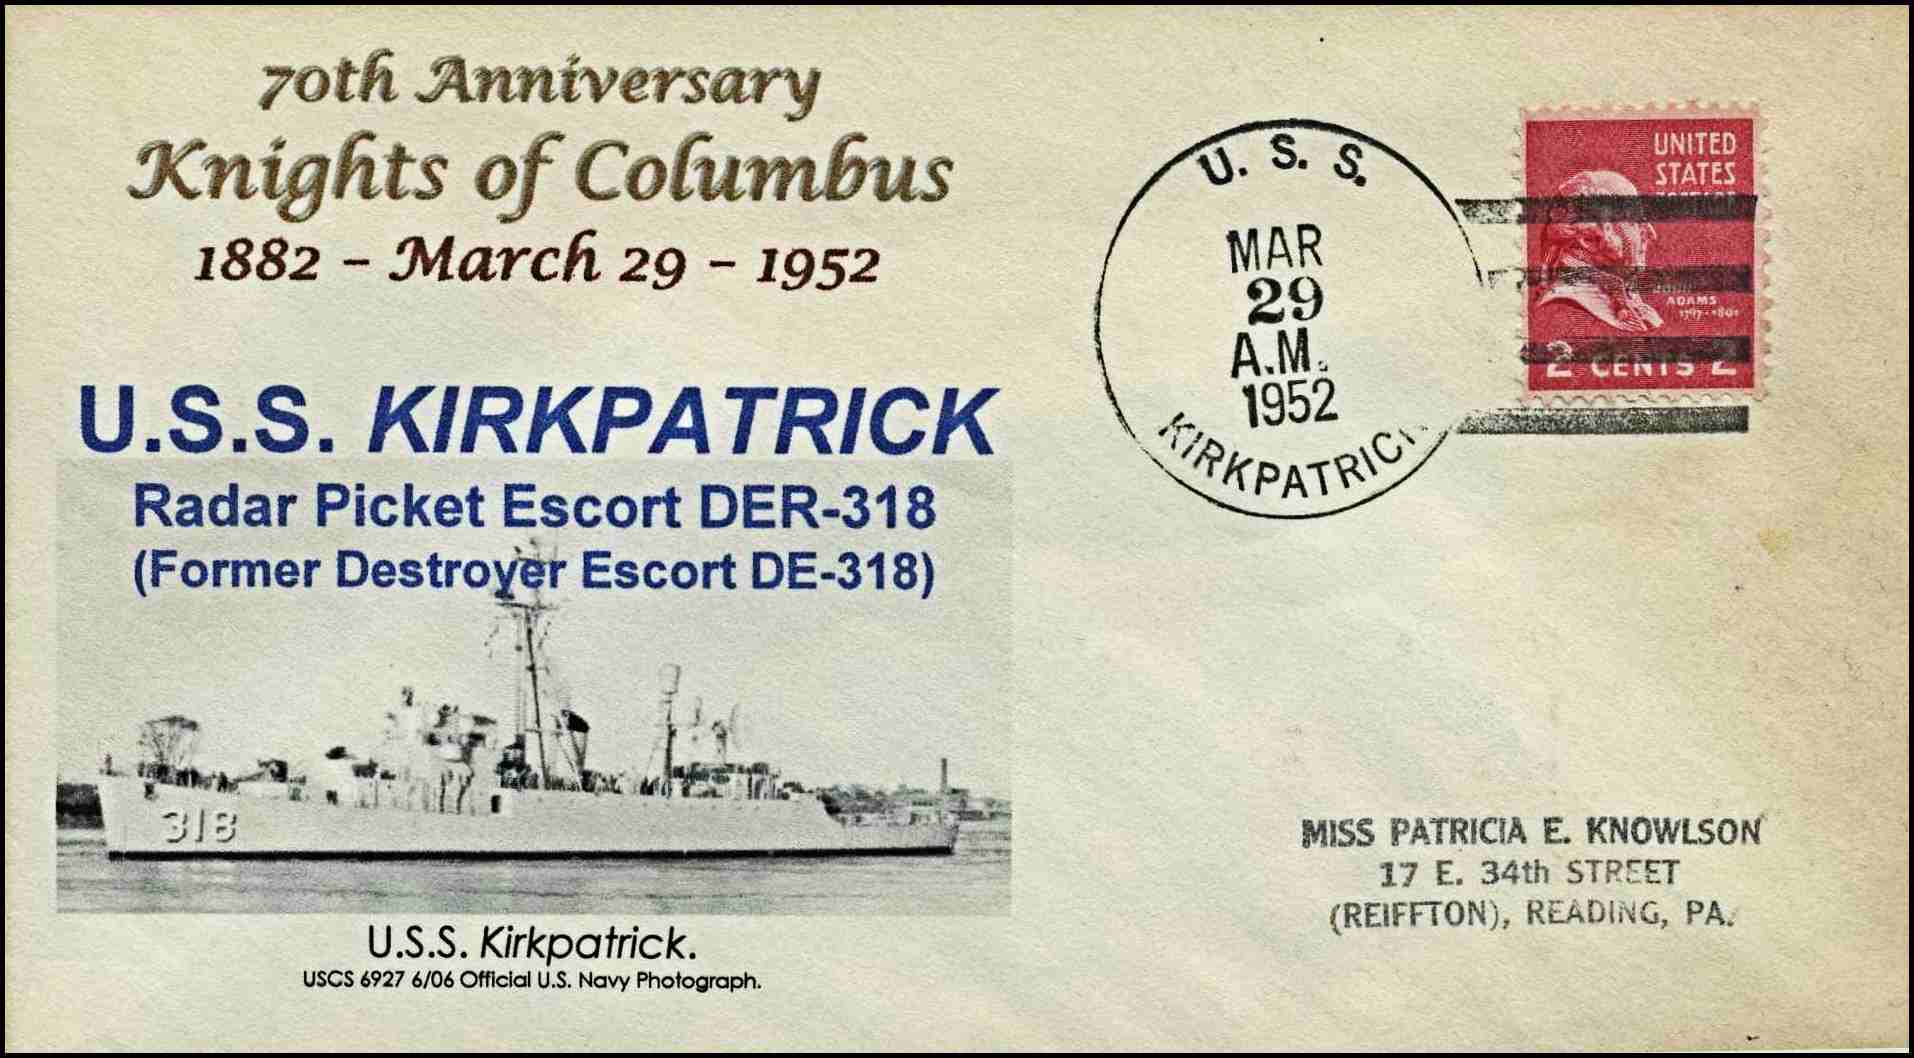 70th Anniversary
Knights of Columbus
1882 – March 29 – 1952
U.S.S. KIRKPATRICK
Radar Picket Escort DER-318
(Former Destroyer Escort DE-318)
318
U.S.S. Kirkpatrick.
USCS 6927 6/06 Official U.S. Navy Photograph.
U. S. S.
MAR
29
A.M.
1952
KIRKPATRICK
UNITED
STATES
ADAMS
1797-1801
2 CENTS 2
MISS PATRICIA E. KNOWLSON
17 E. 34th STREET
(REIFFTON), READING, PA.